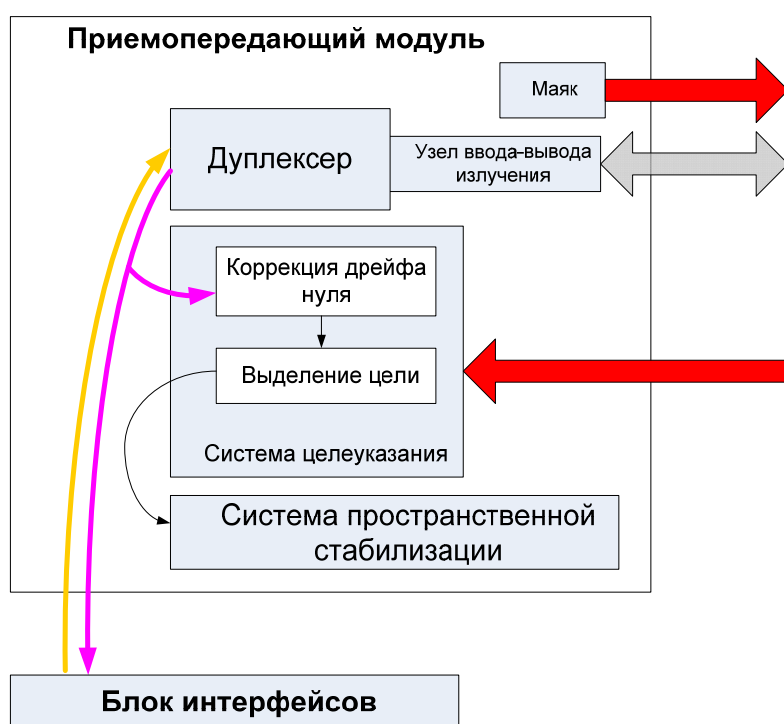 Приемопередающий модуль
Маяк
Дуплексер
Узел ввода-вывода
излучения
Коррекция дрейфа
нуля
Выделение цели
Система целеуказания
Система пространственной
стабилизации
Блок интерфейсов